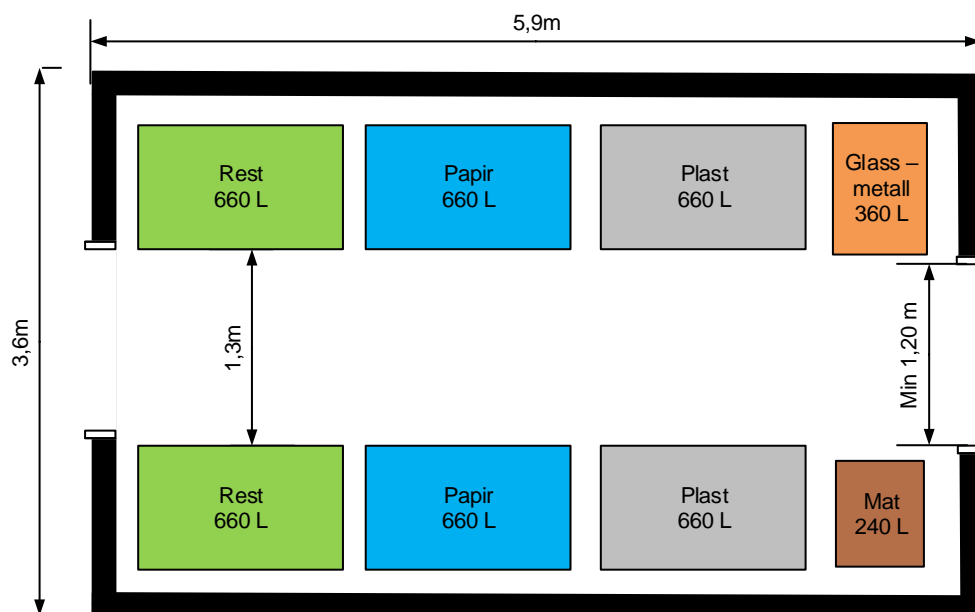 5,9m
3,6m
Rest
660 L
Papir
660 L
Plast
660 L
Glass –
metall
360 L
1,3m
Min 1,20 m
Rest
660 L
Papir
660 L
Plast
660 L
Mat
240 L